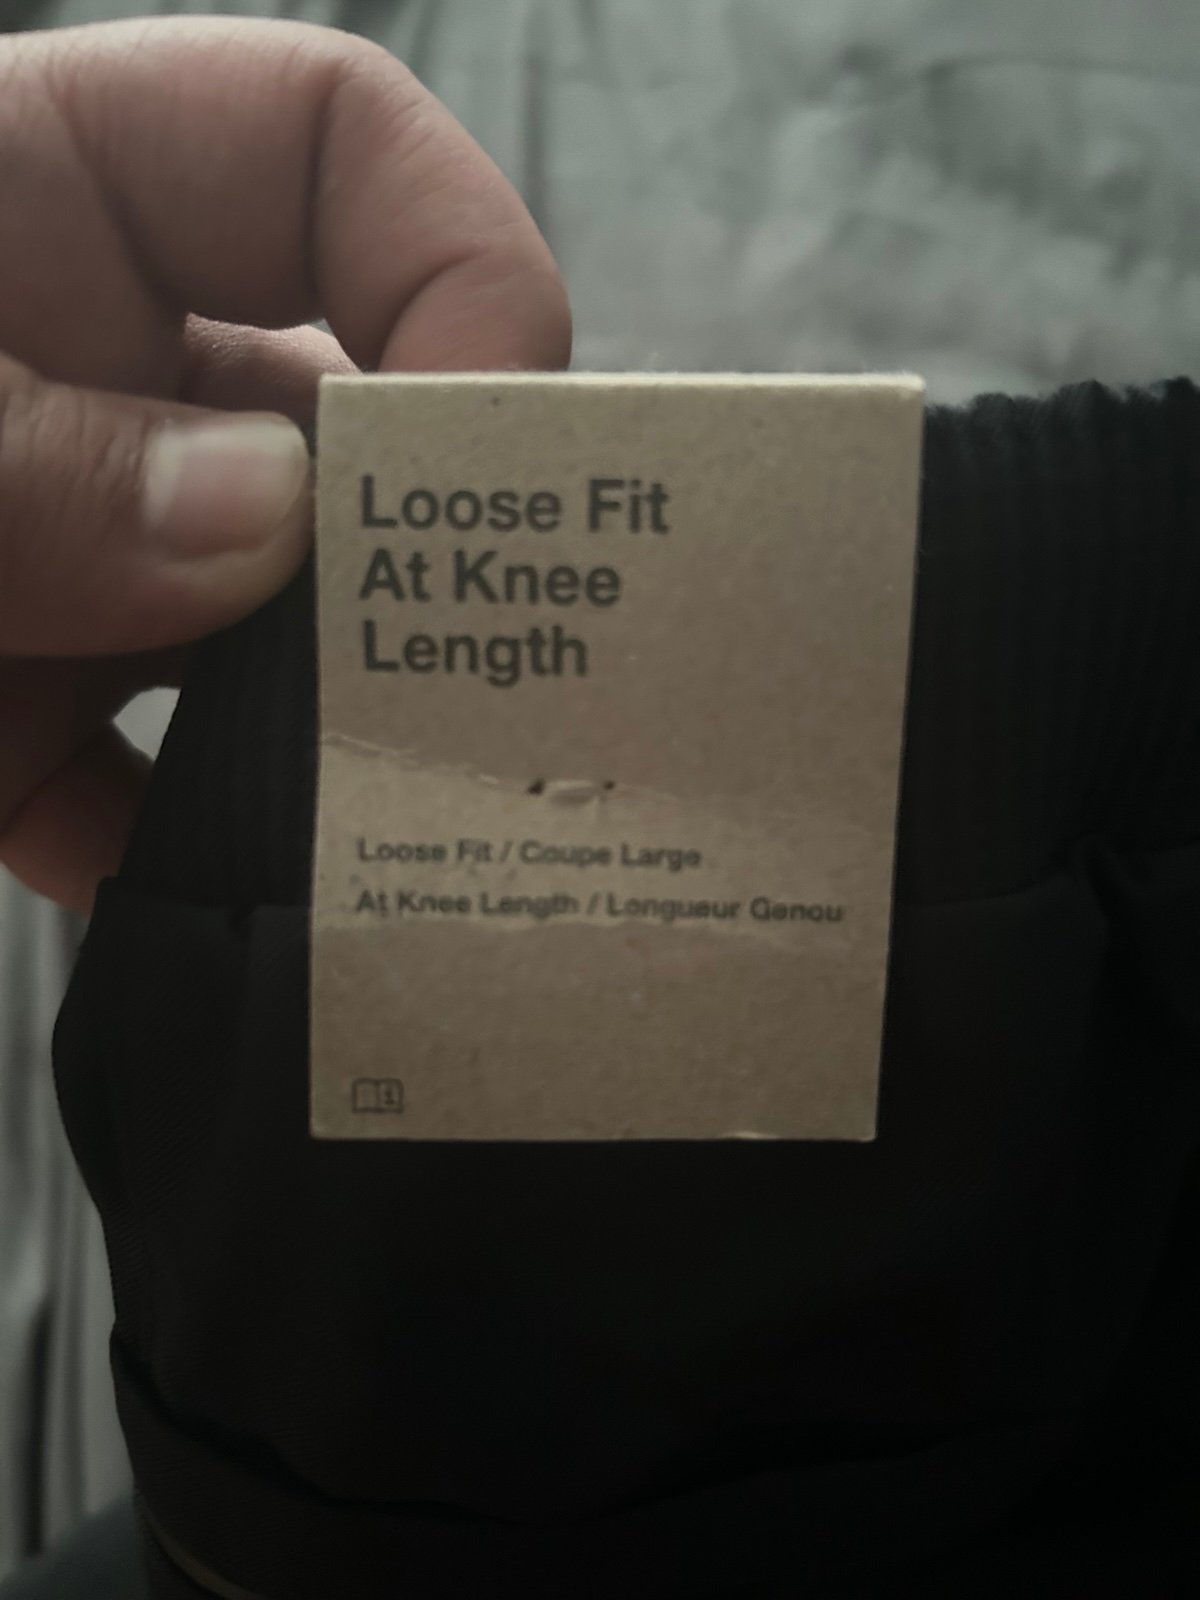 Loose Fit
At Knee
Length
Loose Fit / Coupe Large
At Knee Length / Longueur Genou